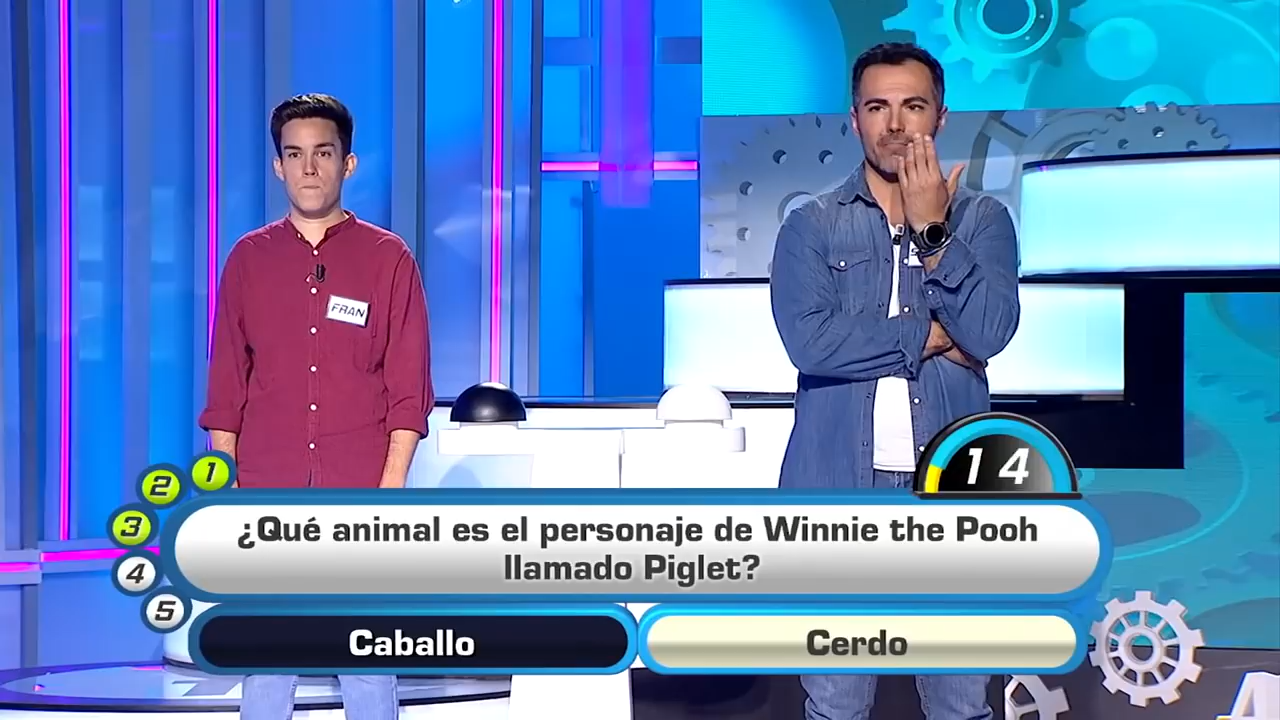 FRAN
14
1
2
3
4
5
¿Qué animal es el personaje de Winnie the Pooh
llamado Piglet?
Caballo
Cerdo